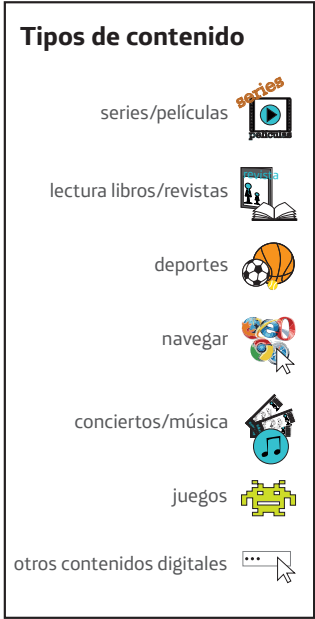 Tipos de contenido
series
series/películas
películas
revista
lectura libros/revistas
deportes
navegar
conciertos/música
juegos
otros contenidos digitales